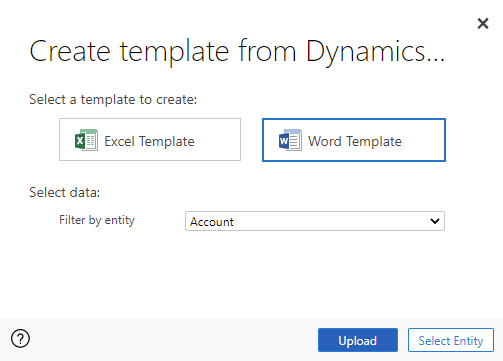 Create template from Dynamics...
Select a template to create:
Excel Template
Word Template
Select data:
Filter by entity
Account
Upload
Select Entity